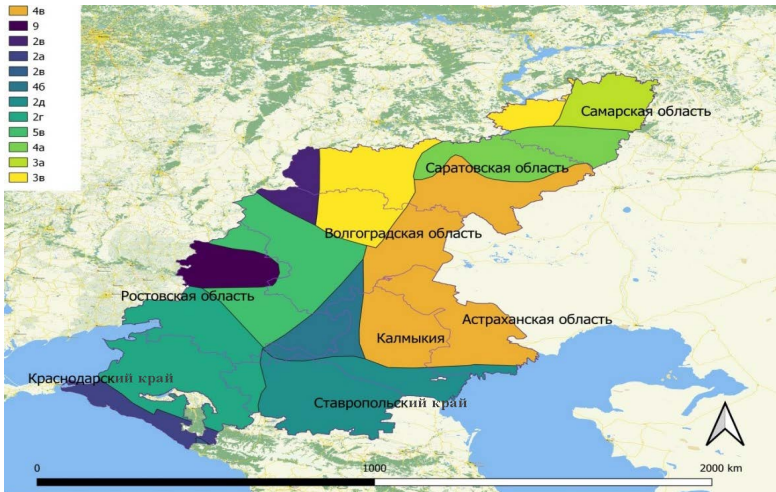 4в
9
2в
2а
2в
4б
2д
2г
5в
4а
3а
3в
Самарская область
Саратовская область
Волгоградская область
Ростовская область
Астраханская область
Калмыкия
Краснодарский край
Ставропольский край
0
1000
2000 km